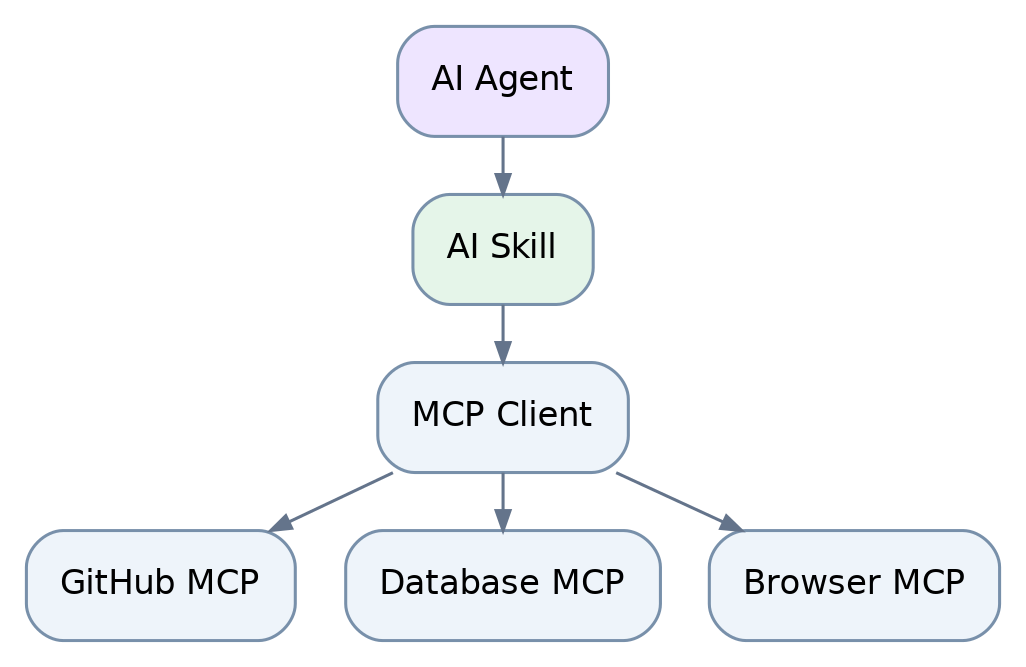 AI Agent
AI Skill
MCP Client
GitHub MCP
Database MCP
Browser MCP